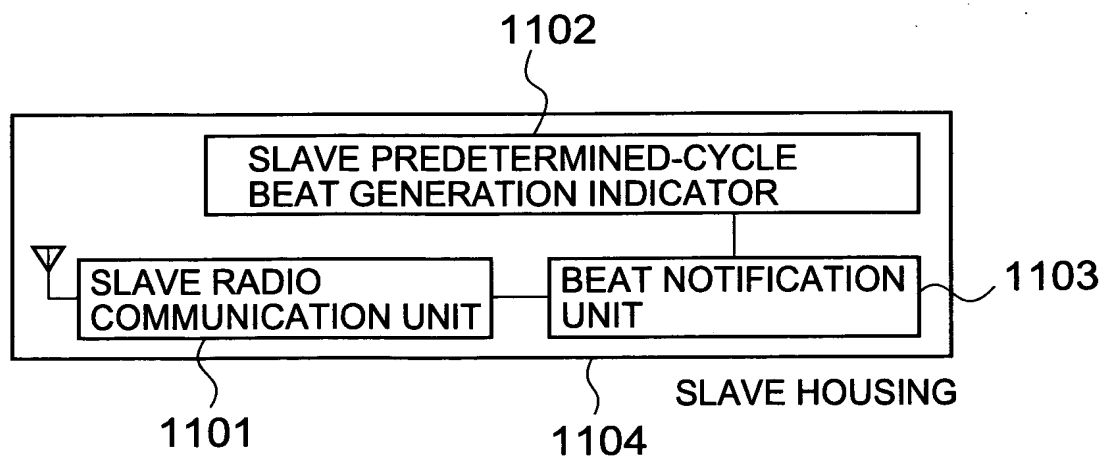 1102
SLAVE PREDETERMINED-CYCLE
BEAT GENERATION INDICATOR
SLAVE RADIO
COMMUNICATION UNIT
BEAT NOTIFICATION
UNIT
1103
SLAVE HOUSING
1101
1104